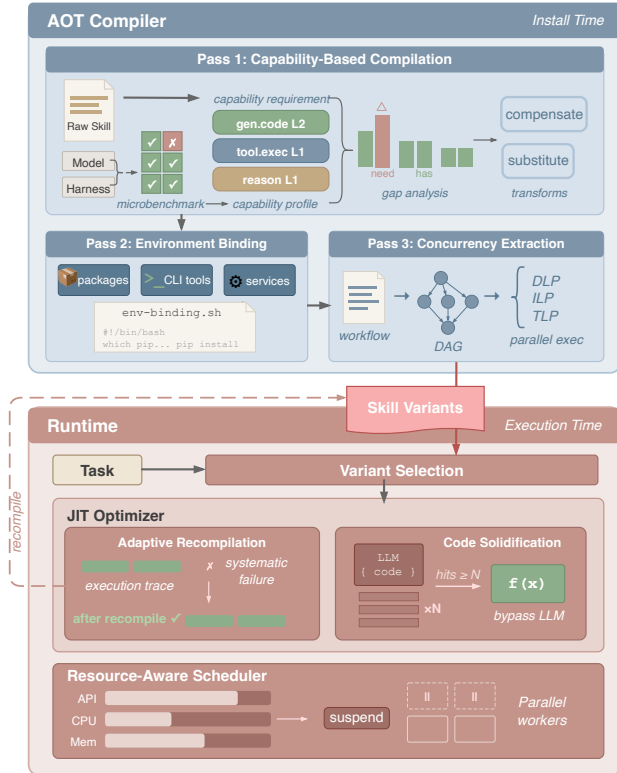 AOT Compiler
Install Time
Pass 1: Capability-Based Compilation
Raw Skill
capability requirement
gen.code L2
tool.exec L1
reason L1
Model
Harness
microbenchmark
capability profile
need
has
gap analysis
compensate
substitute
transforms
Pass 2: Environment Binding
packages
>_CLI tools
services
env-binding.sh
#!/bin/bash
which pip... pip install
Pass 3: Concurrency Extraction
workflow
DAG
DLP
ILP
TLP
parallel exec
Skill Variants
recompile
Runtime
Execution Time
Task
Variant Selection
JIT Optimizer
Adaptive Recompilation
execution trace
✗ systematic
failure
after recompile ✓
Code Solidification
LLM
{ code }
×N
hits ≥ N
f(x)
bypass LLM
Resource-Aware Scheduler
API
CPU
Mem
suspend
Parallel
workers